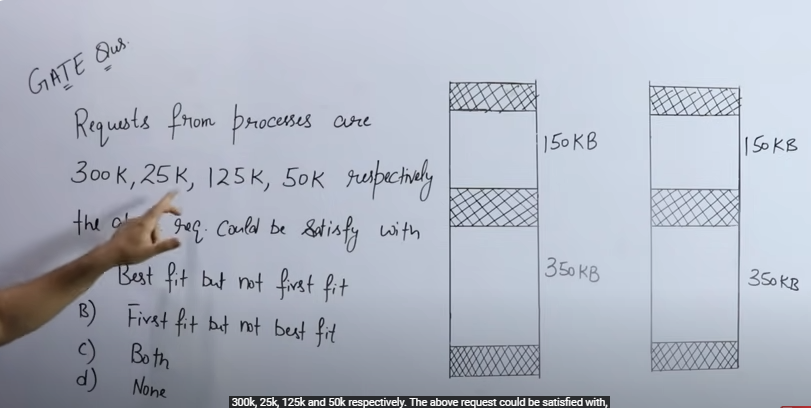 GATE Qus.
Requests from processes are
300K, 25K, 125K, 50K respectively
the req. Could be Satisfy with
Best fit but not first fit
B) First fit but not best fit
c) Both
d) None
150KB
350KB
150KB
350KB
300k, 25k, 125k and 50k respectively. The above request could be satisfied with,